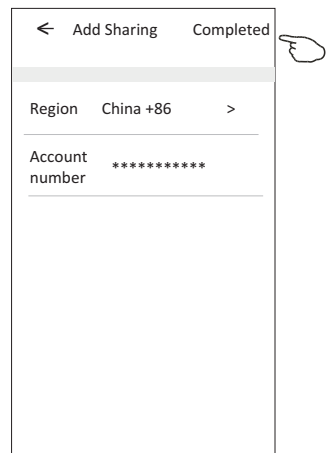 ← Add Sharing Completed
Region China +86 >
Account
number ***********